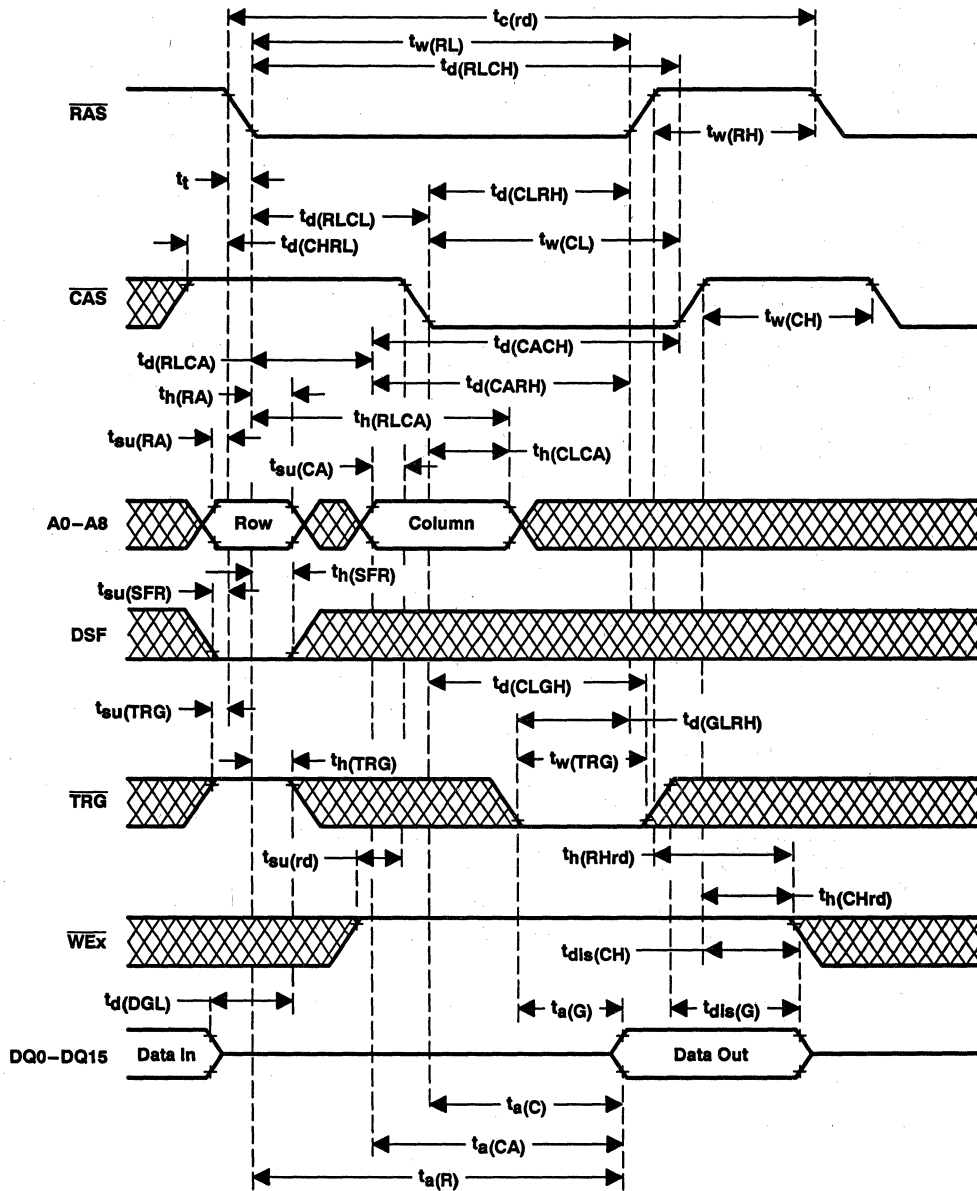 tc(rd)
tw(RL)
td(RLCH)
RAS
tw(RH)
tt
td(CLRH)
td(RLCL)
td(CHRL)
tw(CL)
CAS
tw(CH)
td(CACH)
td(RLCA)
td(CARH)
th(RA)
th(RLCA)
tsu(RA)
th(CLCA)
tsu(CA)
A0–A8 Row Column
th(SFR)
tsu(SFR)
DSF
td(CLGH)
tsu(TRG)
td(GLRH)
th(TRG) tw(TRG)
TRG
tsu(rd) th(RHrd)
th(CHrd)
WEx
tdis(CH)
td(DGL) ta(G) tdis(G)
DQ0–DQ15 Data In Data Out
ta(C)
ta(CA)
ta(R)